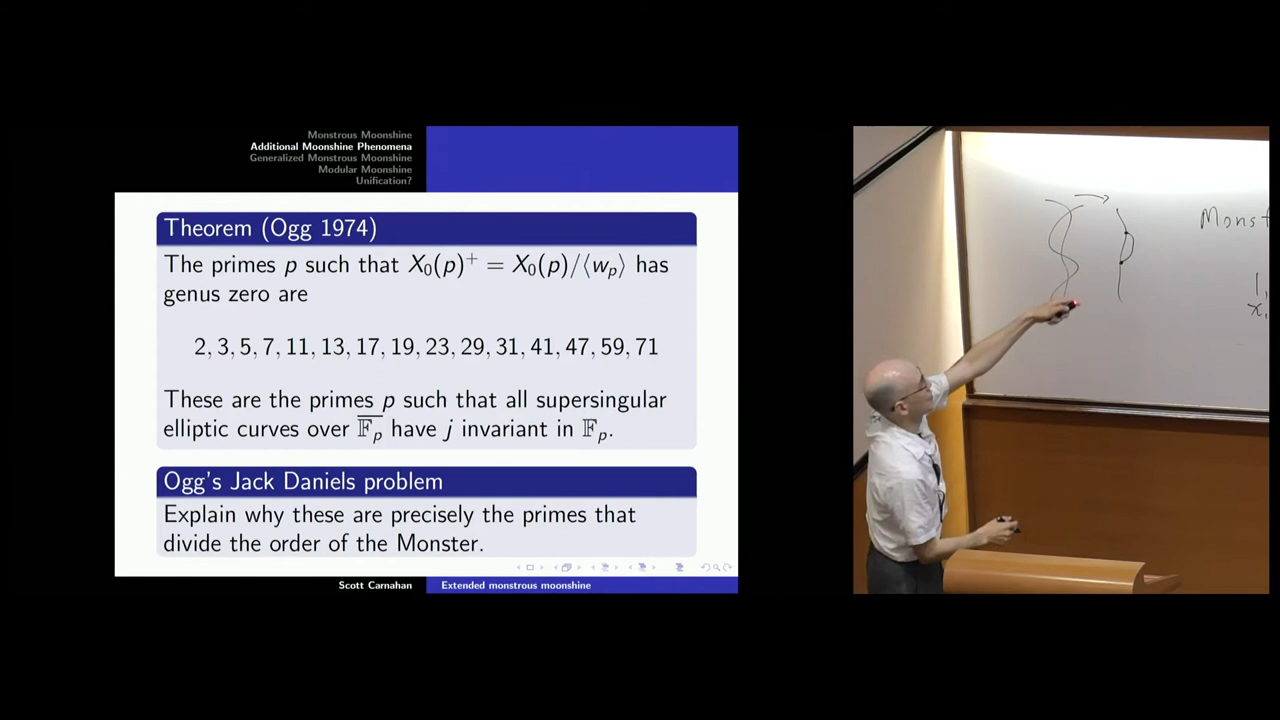 Monstrous Moonshine
Additional Moonshine Phenomena
Generalized Monstrous Moonshine
Modular Moonshine
Unification?
Theorem (Ogg 1974)
The primes p such that X₀(p)⁺ = X₀(p)/⟨wₚ⟩ has
genus zero are
2, 3, 5, 7, 11, 13, 17, 19, 23, 29, 31, 41, 47, 59, 71
These are the primes p such that all supersingular
elliptic curves over F̅ₚ have j invariant in Fₚ.
Ogg's Jack Daniels problem
Explain why these are precisely the primes that
divide the order of the Monster.
Scott Carnahan
Extended monstrous moonshine
Monst